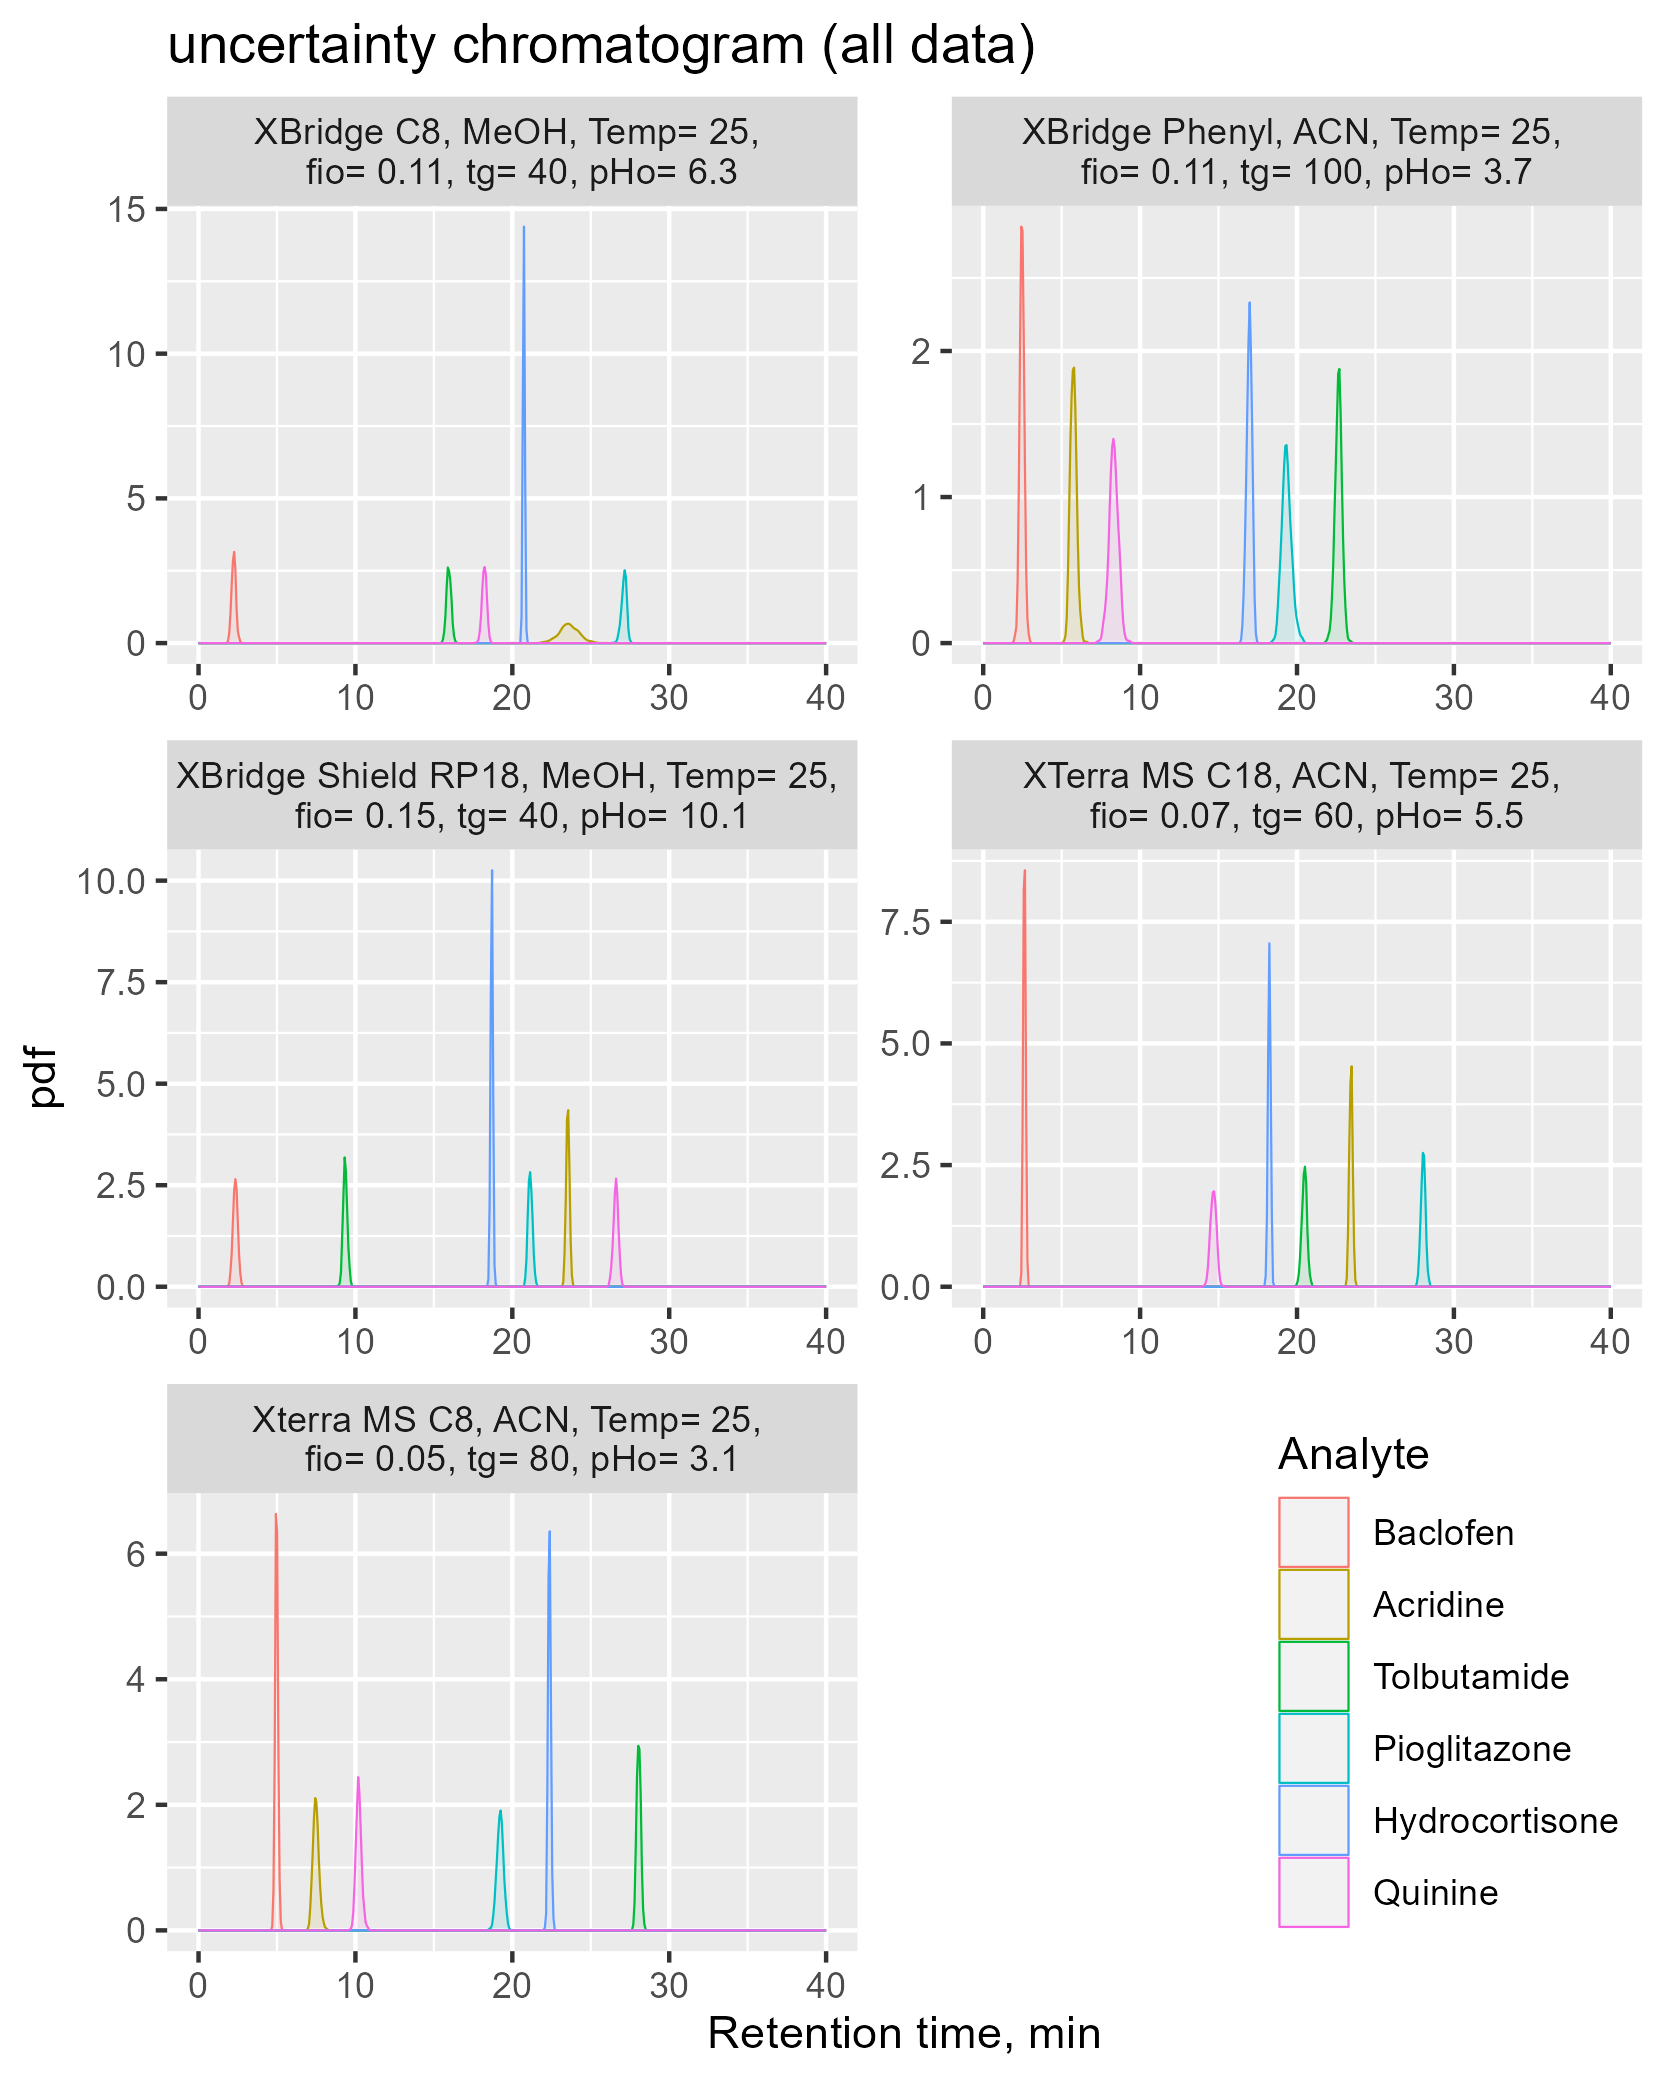 uncertainty chromatogram (all data)
XBridge C8, MeOH, Temp= 25,
fio= 0.11, tg= 40, pHo= 6.3
15
10
5
0
0 10 20 30 40
XBridge Phenyl, ACN, Temp= 25,
fio= 0.11, tg= 100, pHo= 3.7
2
1
0
0 10 20 30 40
XBridge Shield RP18, MeOH, Temp= 25,
fio= 0.15, tg= 40, pHo= 10.1
10.0
7.5
5.0
2.5
0.0
0 10 20 30 40
XTerra MS C18, ACN, Temp= 25,
fio= 0.07, tg= 60, pHo= 5.5
7.5
5.0
2.5
0.0
0 10 20 30 40
pdf
Xterra MS C8, ACN, Temp= 25,
fio= 0.05, tg= 80, pHo= 3.1
6
4
2
0
0 10 20 30 40
Retention time, min
Analyte
Baclofen
Acridine
Tolbutamide
Pioglitazone
Hydrocortisone
Quinine